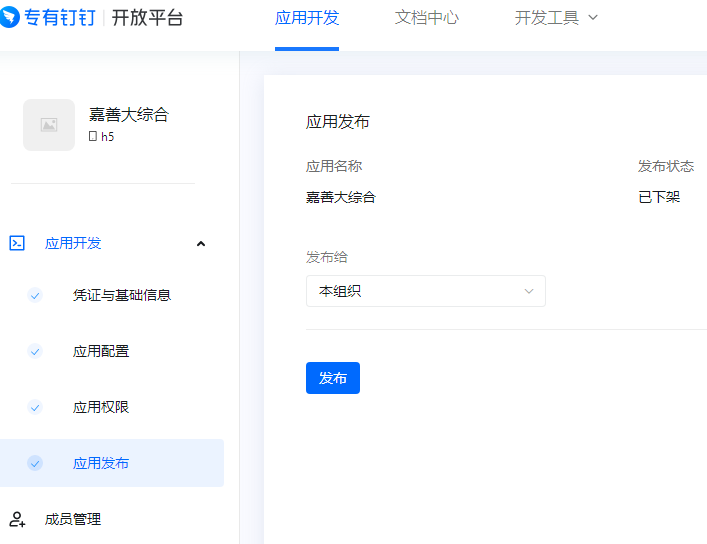 专有钉钉 | 开放平台
应用开发
文档中心
开发工具
嘉善大综合
h5
应用开发
凭证与基础信息
应用配置
应用权限
应用发布
成员管理
应用发布
应用名称
发布状态
嘉善大综合
已下架
发布给
本组织
发布